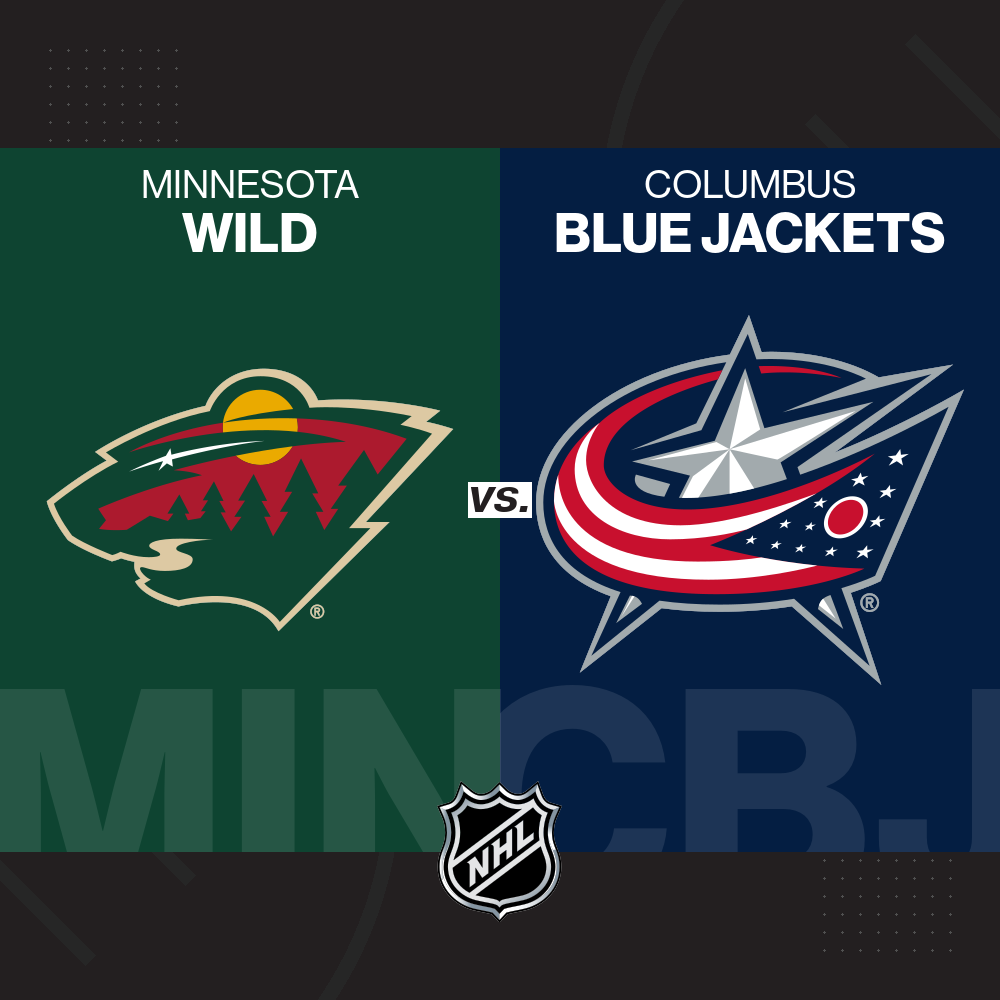 MINNESOTA
WILD
COLUMBUS
BLUE JACKETS
VS.
®
®
MIN
CBJ
NHL